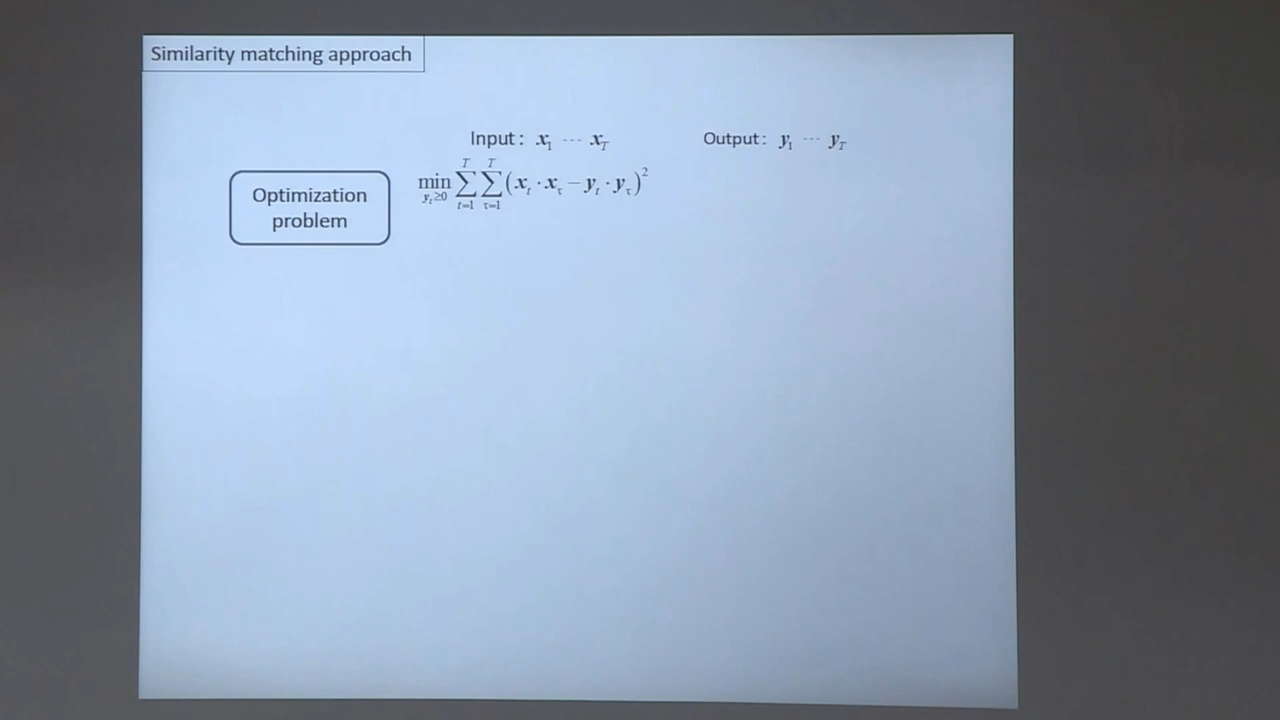 Similarity matching approach
Input: x₁ ··· x_T Output: y₁ ··· y_T
Optimization
problem
min_{y_t≥0} ∑_{t=1}^{T} ∑_{τ=1}^{T} (x_t · x_τ − y_t · y_τ)²